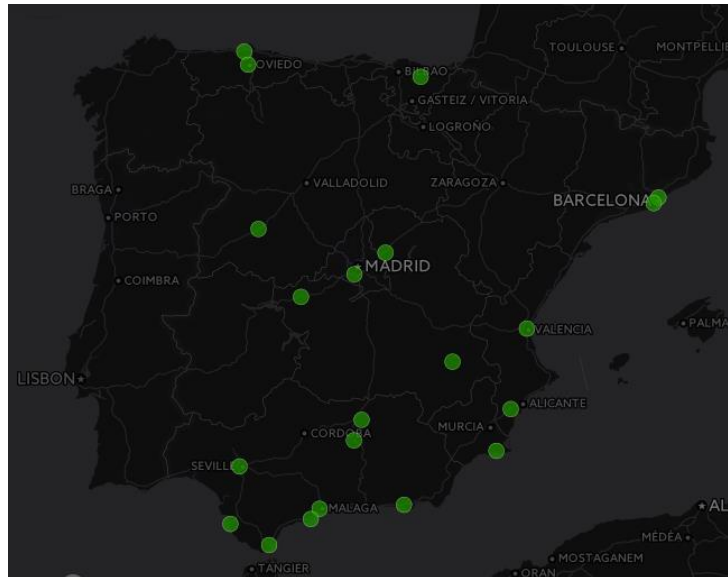 TOULOUSE
MONTPELLIE
OVIEDO
BILBAO
GASTEIZ / VITORIA
LOGROÑO
BRAGA
VALLADOLID
ZARAGOZA
BARCELONA
PORTO
MADRID
COIMBRA
VALENCIA
PALMA
LISBON
ALICANTE
CORDOBA
MURCIA
SEVILLE
MALAGA
AL
MÉDÉA
MOSTAGANEM
TANGIER
ORAN